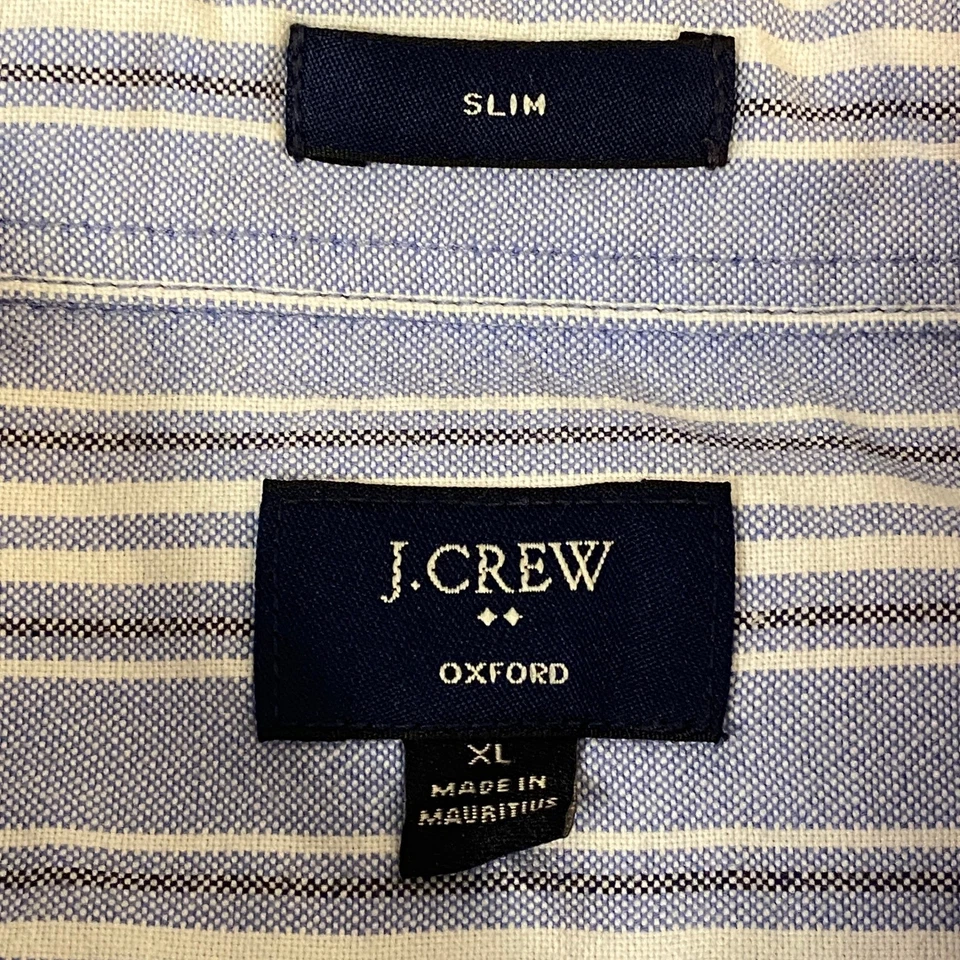 SLIM
J.CREW
OXFORD
XL
MADE IN
MAURITIUS